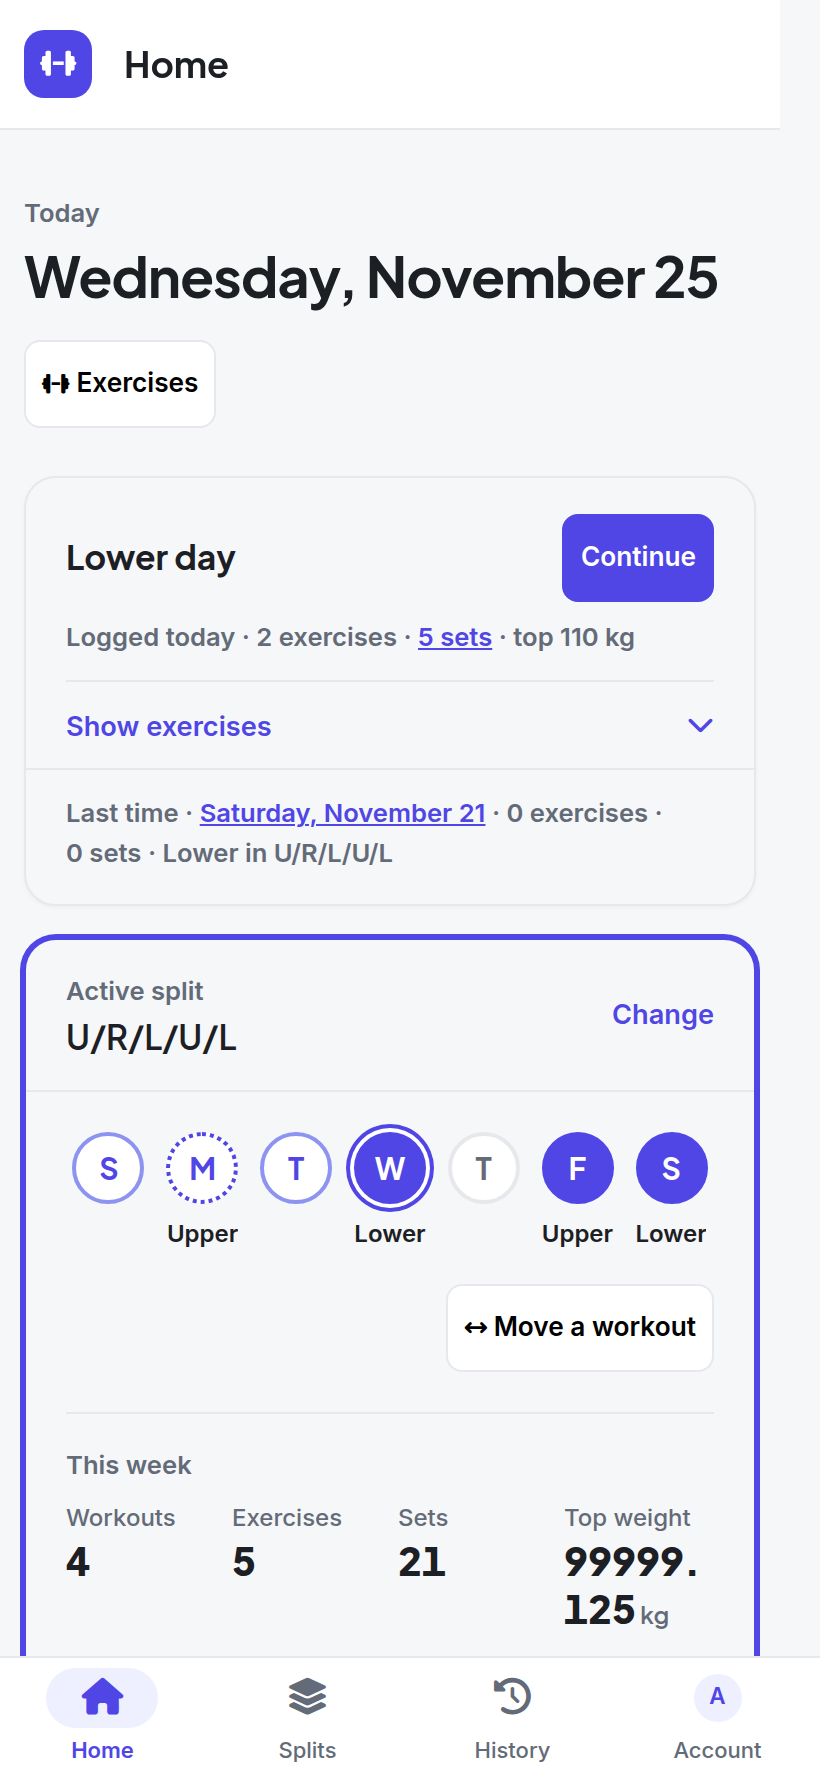 Home
Today
Wednesday, November 25
Exercises
Lower day
Continue
Logged today · 2 exercises · 5 sets · top 110 kg
Show exercises
Last time · Saturday, November 21 · 0 exercises ·
0 sets · Lower in U/R/L/U/L
Active split
U/R/L/U/L
Change
S M T W T F S
Upper Lower Upper Lower
↔ Move a workout
This week
Workouts Exercises Sets Top weight
4 5 21 99999.
125 kg
A
Home Splits History Account